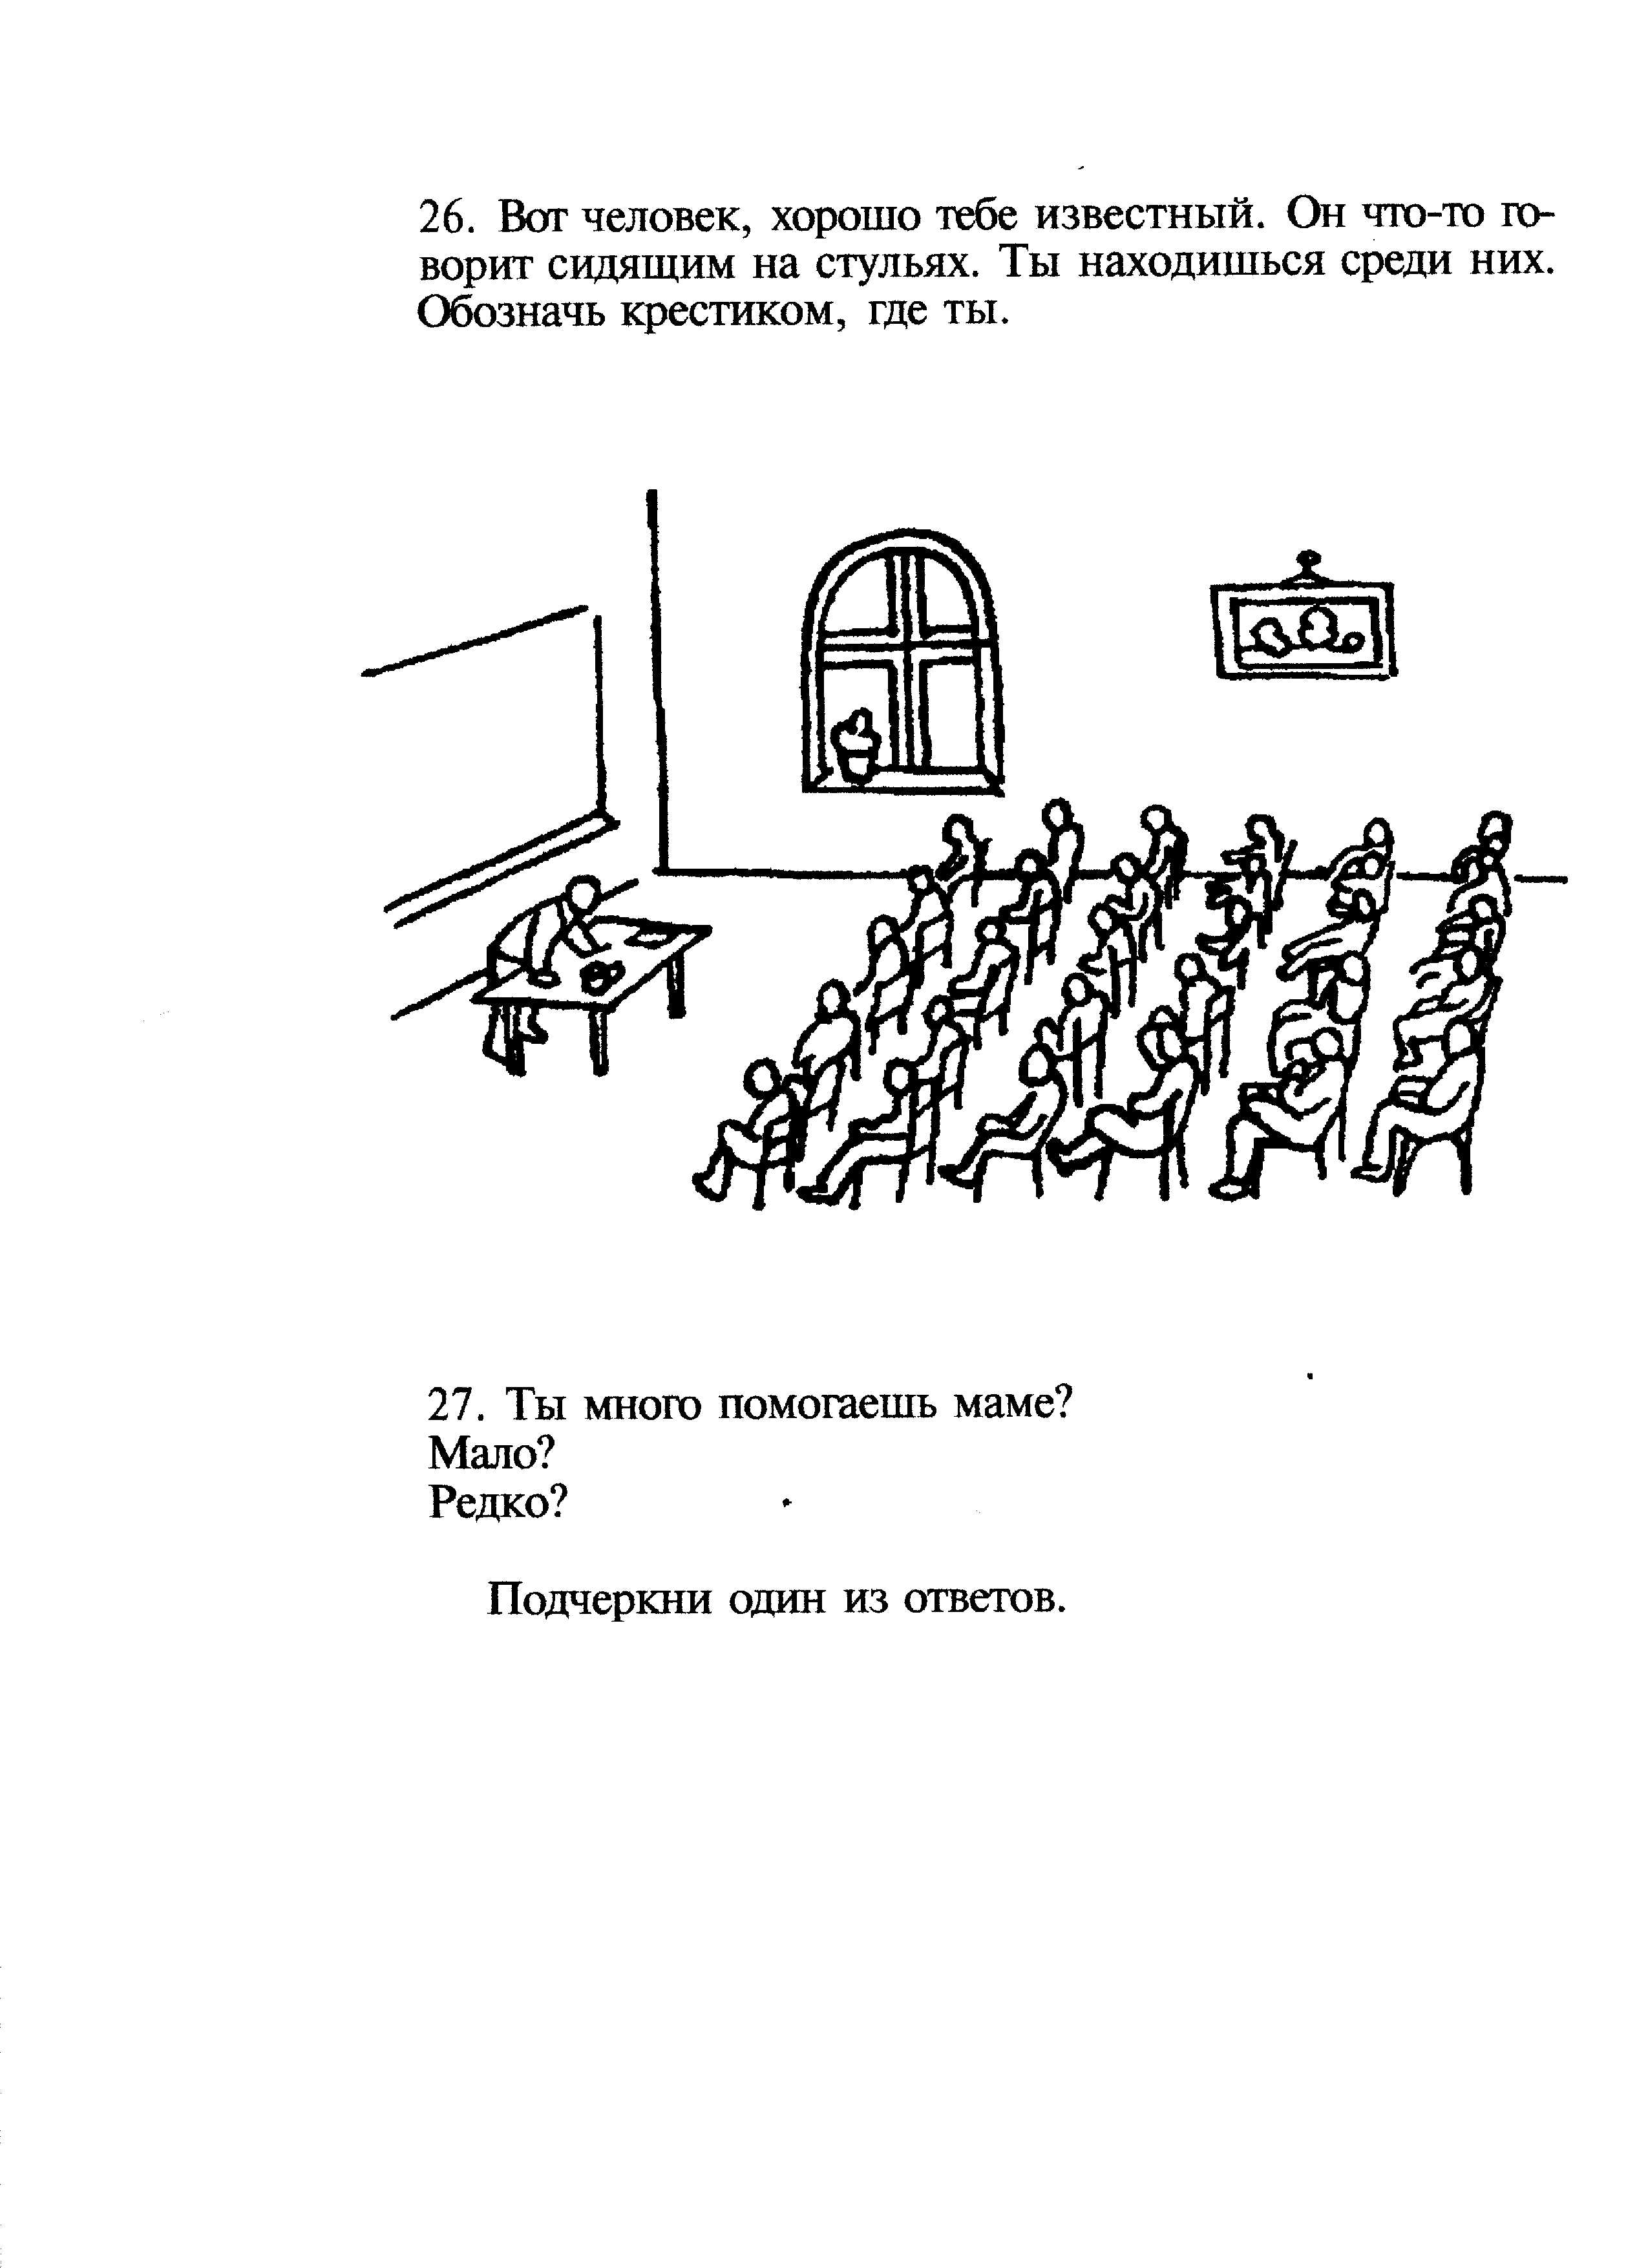 26. Вот человек, хорошо тебе известный. Он что-то го-
ворит сидящим на стульях. Ты находишься среди них.
Обозначь крестиком, где ты.
27. Ты много помогаешь маме?
Мало?
Редко?
Подчеркни один из ответов.